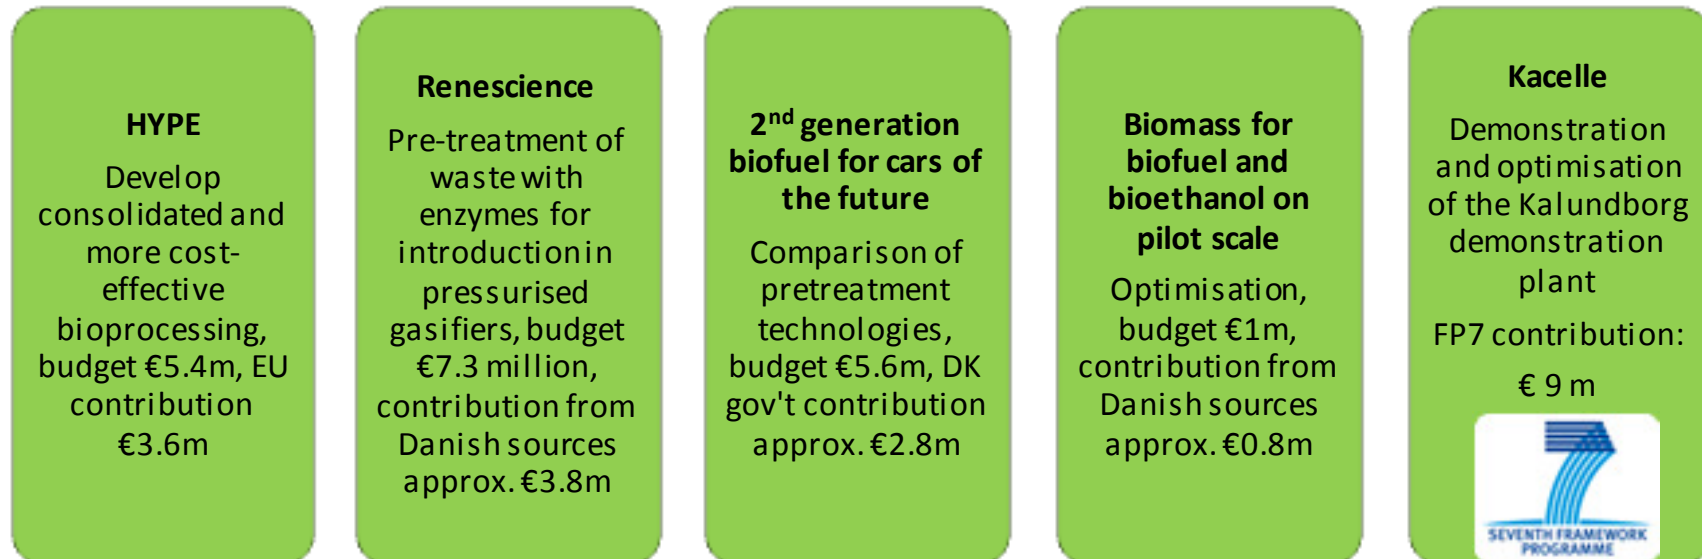 HYPE
Develop
consolidated and
more cost-
effective
bioprocessing,
budget €5.4m, EU
contribution
€3.6m
Renescience
Pre-treatment of
waste with
enzymes for
introduction in
pressurised
gasifiers, budget
€7.3 million,
contribution from
Danish sources
approx. €3.8m
2nd generation
biofuel for cars of
the future
Comparison of
pretreatment
technologies,
budget €5.6m, DK
gov't contribution
approx. €2.8m
Biomass for
biofuel and
bioethanol on
pilot scale
Optimisation,
budget €1m,
contribution from
Danish sources
approx. €0.8m
Kacelle
Demonstration
and optimisation
of the Kalundborg
demonstration
plant
FP7 contribution:
€ 9 m
SEVENTH FRAMEWORK
PROGRAMME